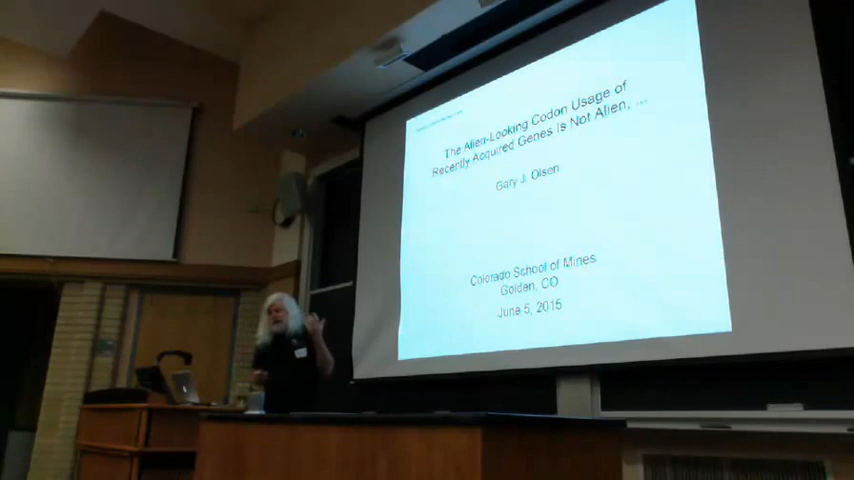 The Alien-Looking Codon Usage of
Recently Acquired Genes Is Not Alien, ...
Gary J. Olsen
Colorado School of Mines
Golden, CO
June 5, 2015